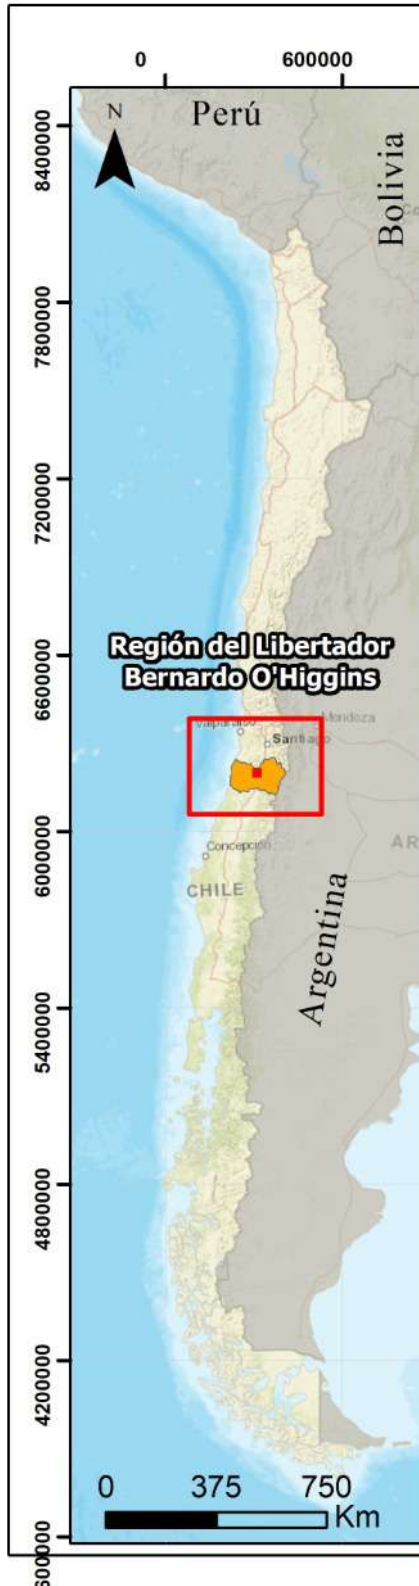 0 600000
N
Perú
Bolivia
8400000
7800000
7200000
6600000
Región del Libertador
Bernardo O'Higgins
Valparaíso
Mendoza
Santiago
6000000
Concepción
AR
CHILE
Argentina
5400000
4800000
4200000
0 375 750
Km